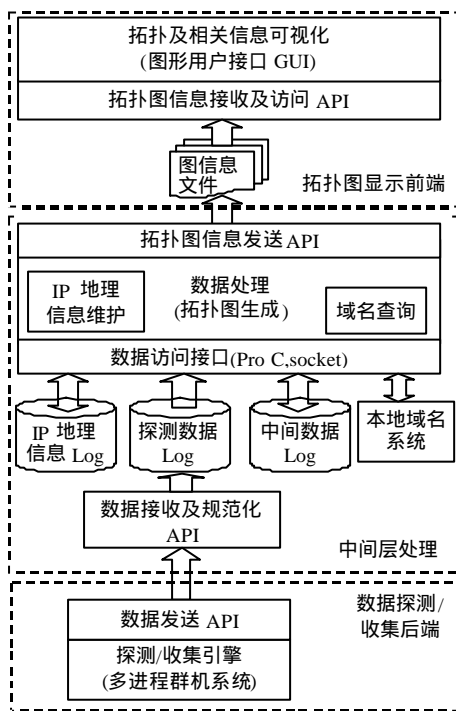 拓扑及相关信息可视化
(图形用户接口 GUI)
拓扑图信息接收及访问 API
图信息
文件
拓扑图显示前端
拓扑图信息发送 API
IP 地理
信息维护
数据处理
(拓扑图生成)
域名查询
数据访问接口(Pro C,socket)
IP 地理
信息 Log
探测数据
Log
中间数据
Log
本地域名
系统
数据接收及规范化
API
中间层处理
数据发送 API
探测/收集引擎
(多进程群机系统)
数据探测/
收集后端